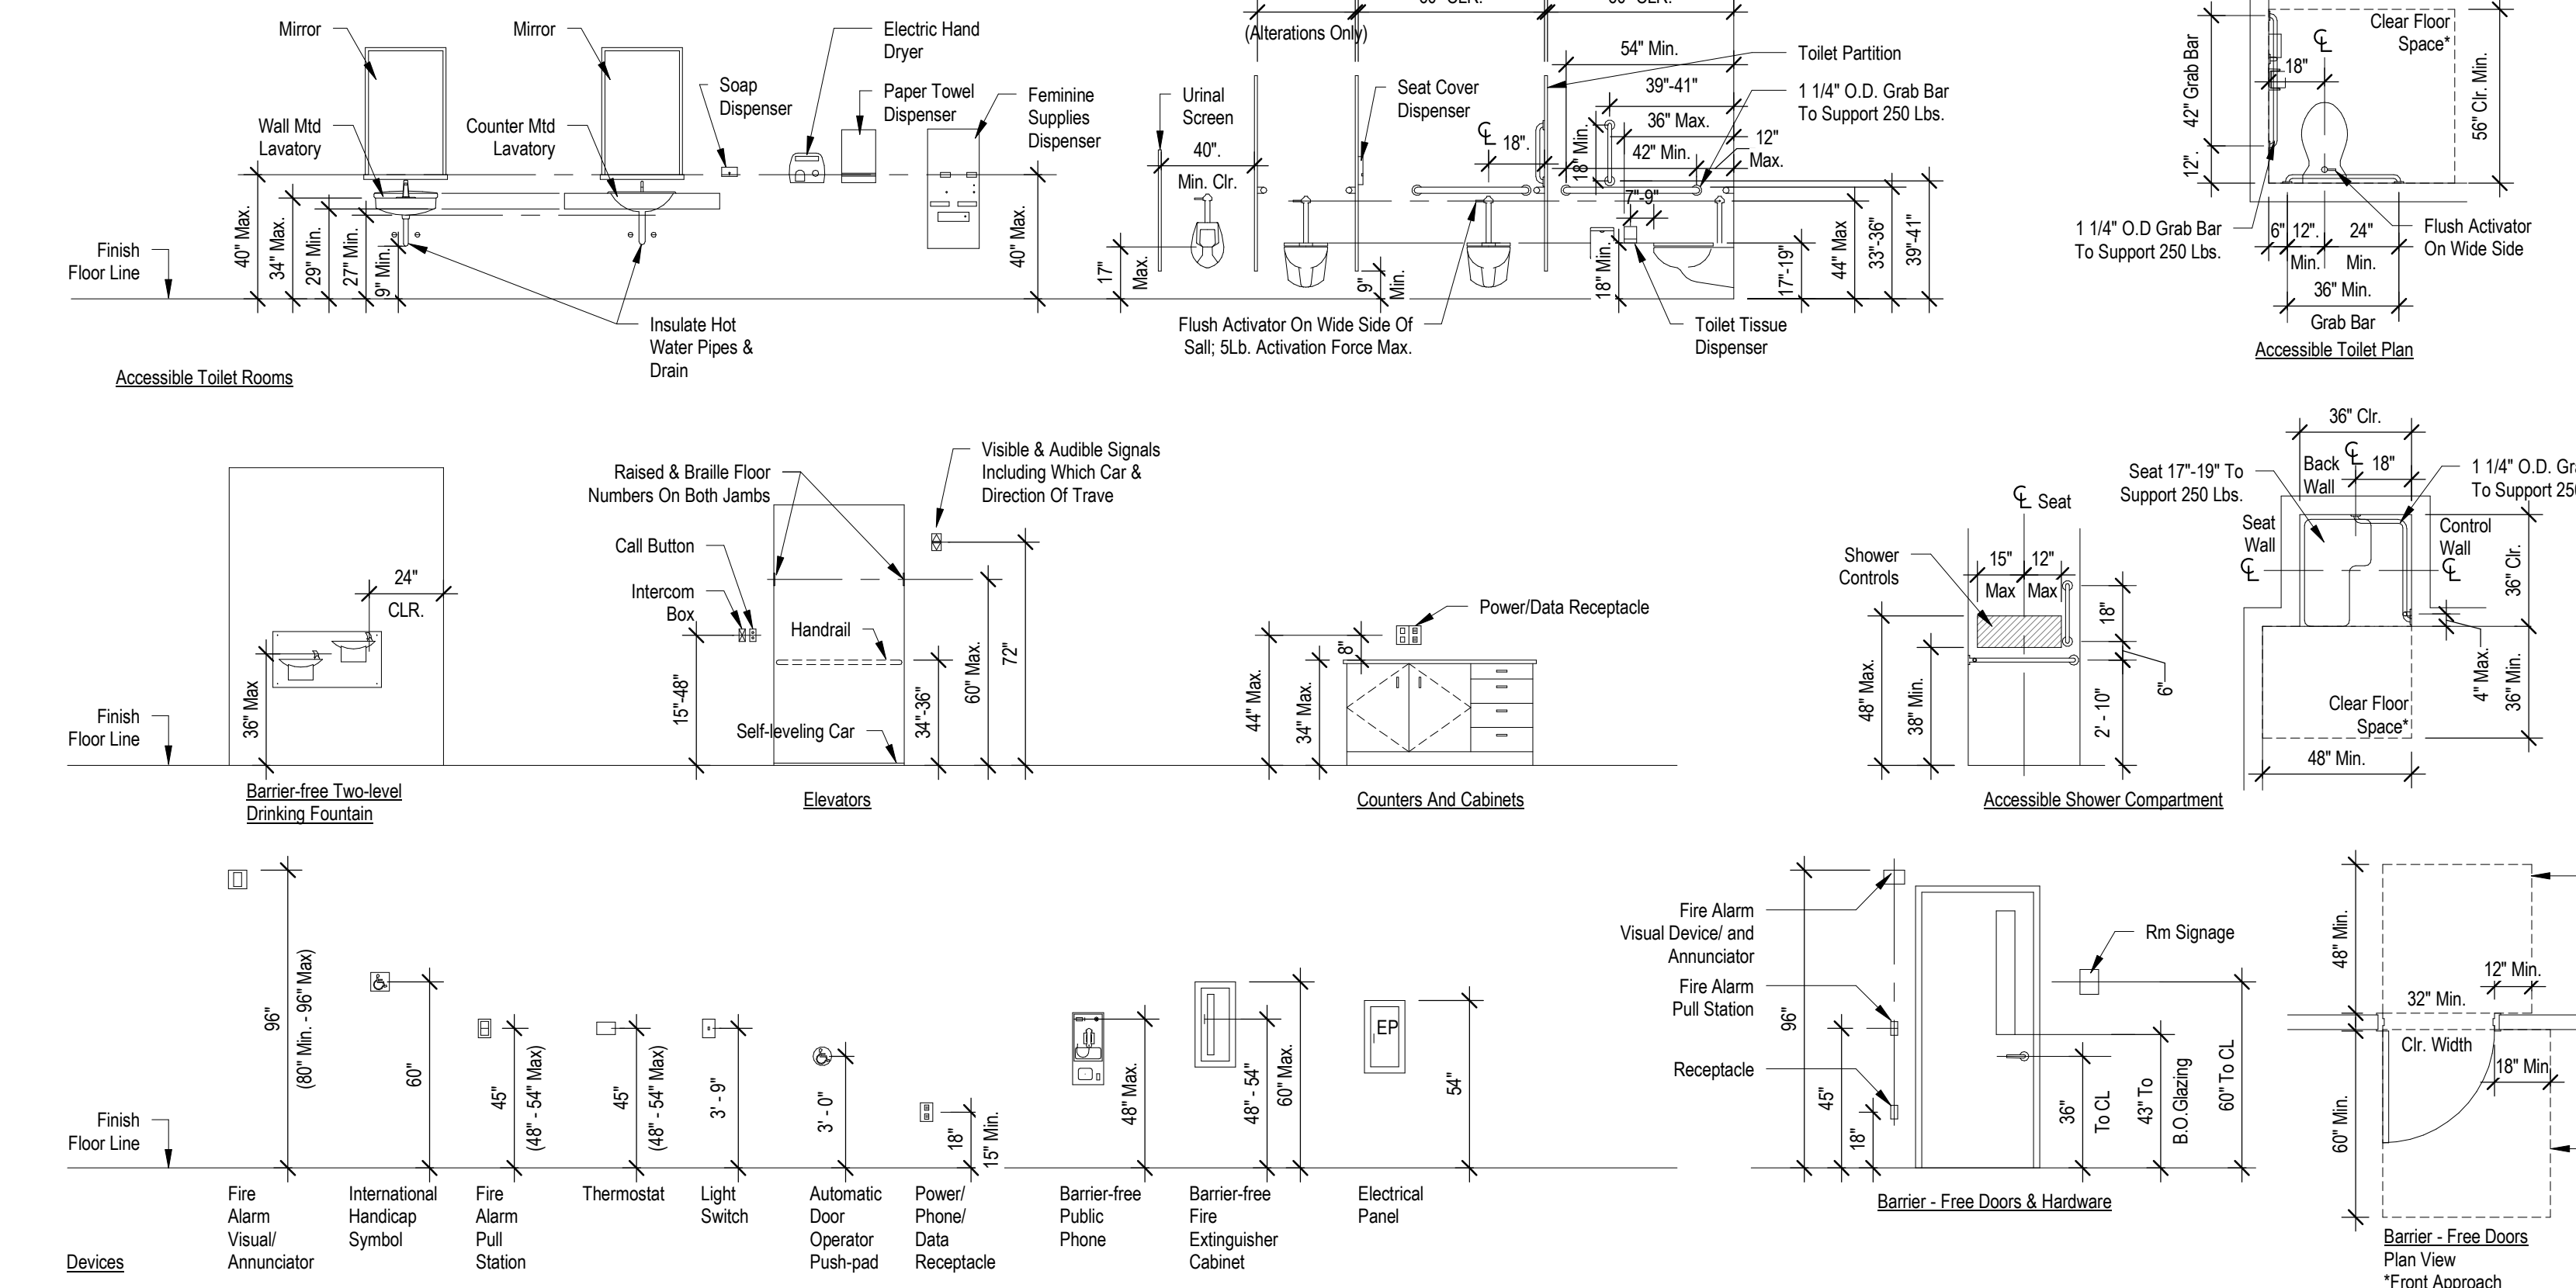 Mirror
Mirror
Electric Hand
Dryer
Soap
Dispenser
Paper Towel
Dispenser
Feminine
Supplies
Dispenser
Wall Mtd
Lavatory
Counter Mtd
Lavatory
Finish
Floor Line
40" Max.
34" Max.
29" Min.
27" Min.
9" Min.
40" Max.
Insulate Hot
Water Pipes &
Drain
Accessible Toilet Rooms
(Alterations Only)
Urinal
Screen
Seat Cover
Dispenser
54" Min.
39"-41"
36" Max.
42" Min.
12"
Max.
Toilet Partition
1 1/4" O.D. Grab Bar
To Support 250 Lbs.
40".
Min. Clr.
18".
18" Min.
7"-9"
17"
Max.
9"
Min.
18" Min.
17"-19"
44" Max
33"-36"
39"-41"
Flush Activator On Wide Side Of
Sall; 5Lb. Activation Force Max.
Toilet Tissue
Dispenser
Clear Floor
Space*
42" Grab Bar
12".
18"
56" Clr. Min.
1 1/4" O.D Grab Bar
To Support 250 Lbs.
6"
12".
Min.
24"
Min.
36" Min.
Grab Bar
Flush Activator
On Wide Side
Accessible Toilet Plan
24"
CLR.
36" Max
Finish
Floor Line
Barrier-free Two-level
Drinking Fountain
Raised & Braille Floor
Numbers On Both Jambs
Visible & Audible Signals
Including Which Car &
Direction Of Trave
Call Button
Intercom
Box
Handrail
Self-leveling Car
15"-48"
34"-36"
60" Max.
72"
Elevators
Power/Data Receptacle
8"
44" Max.
34" Max.
Counters And Cabinets
Seat
Shower
Controls
15"
Max
12"
Max
18"
6"
48" Max.
38" Min.
2' - 10"
Accessible Shower Compartment
36" Clr.
Back
Wall
18"
Seat 17"-19" To
Support 250 Lbs.
1 1/4" O.D. Gr
To Support 25
Seat
Wall
Control
Wall
36" Clr.
4" Max.
36" Min.
Clear Floor
Space*
48" Min.
96"
(80" Min. - 96" Max)
60"
45"
(48" - 54" Max)
45"
(48" - 54" Max)
3' - 9"
3' - 0"
18"
15" Min.
48" Max.
48" - 54"
60" Max.
EP
54"
Finish
Floor Line
Fire
Alarm
Visual/
Annunciator
International
Handicap
Symbol
Fire
Alarm
Pull
Station
Thermostat
Light
Switch
Automatic
Door
Operator
Push-pad
Power/
Phone/
Data
Receptacle
Barrier-free
Public
Phone
Barrier-free
Fire
Extinguisher
Cabinet
Electrical
Panel
Devices
Fire Alarm
Visual Device/ and
Annunciator
Fire Alarm
Pull Station
Receptacle
96"
45"
18"
Rm Signage
36"
To CL
43" To
B.O.Glazing
60" To CL
Barrier - Free Doors & Hardware
48" Min.
12" Min.
32" Min.
Clr. Width
18" Min
60" Min.
Barrier - Free Doors
Plan View
*Front Approach